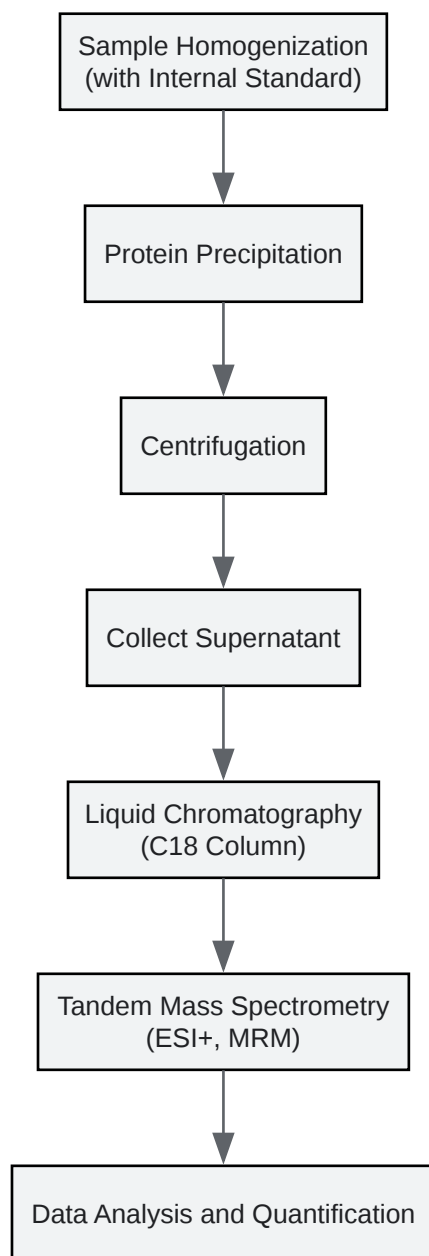 Sample Homogenization
(with Internal Standard)
Protein Precipitation
Centrifugation
Collect Supernatant
Liquid Chromatography
(C18 Column)
Tandem Mass Spectrometry
(ESI+, MRM)
Data Analysis and Quantification